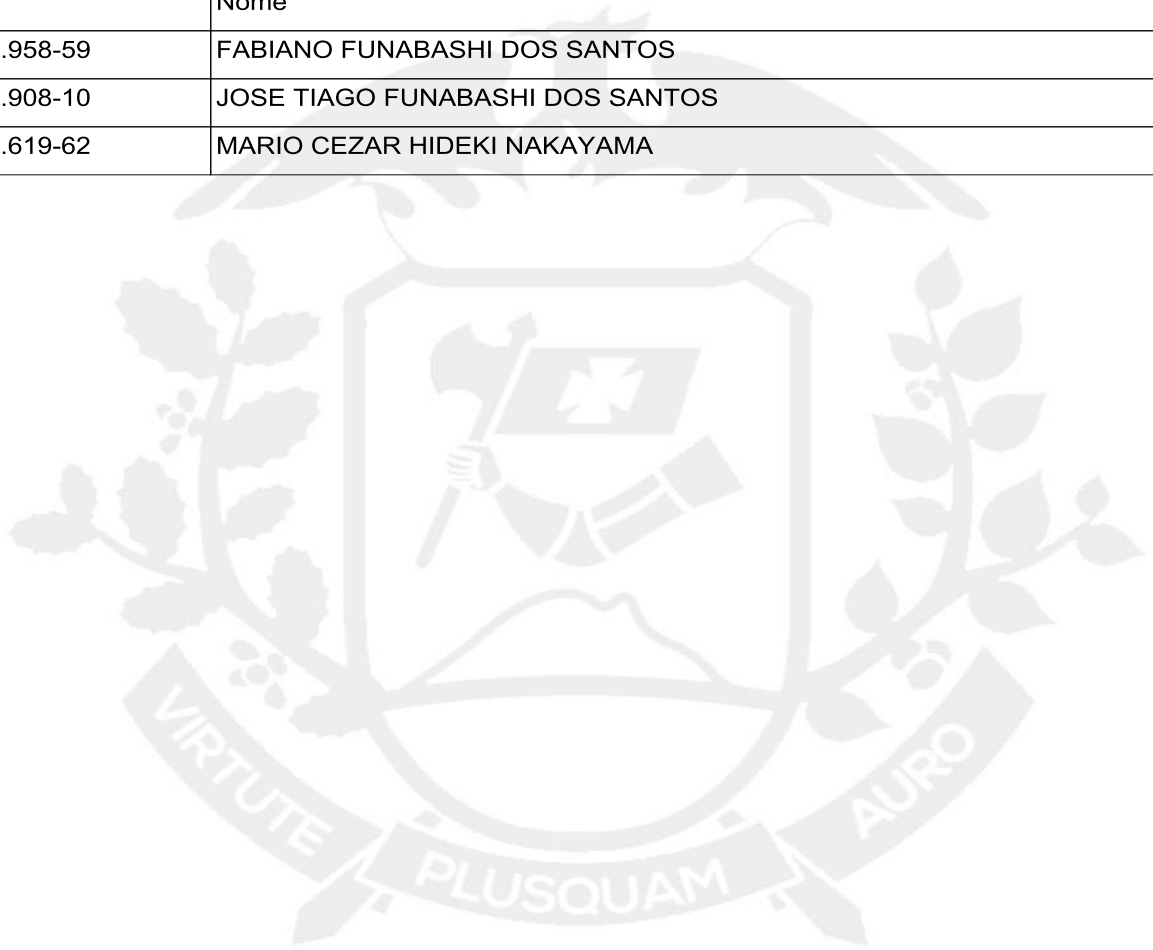 Nome
.958-59 FABIANO FUNABASHI DOS SANTOS
.908-10 JOSE TIAGO FUNABASHI DOS SANTOS
.619-62 MARIO CEZAR HIDEKI NAKAYAMA
VIRTUTE PLUSQUAM AURO